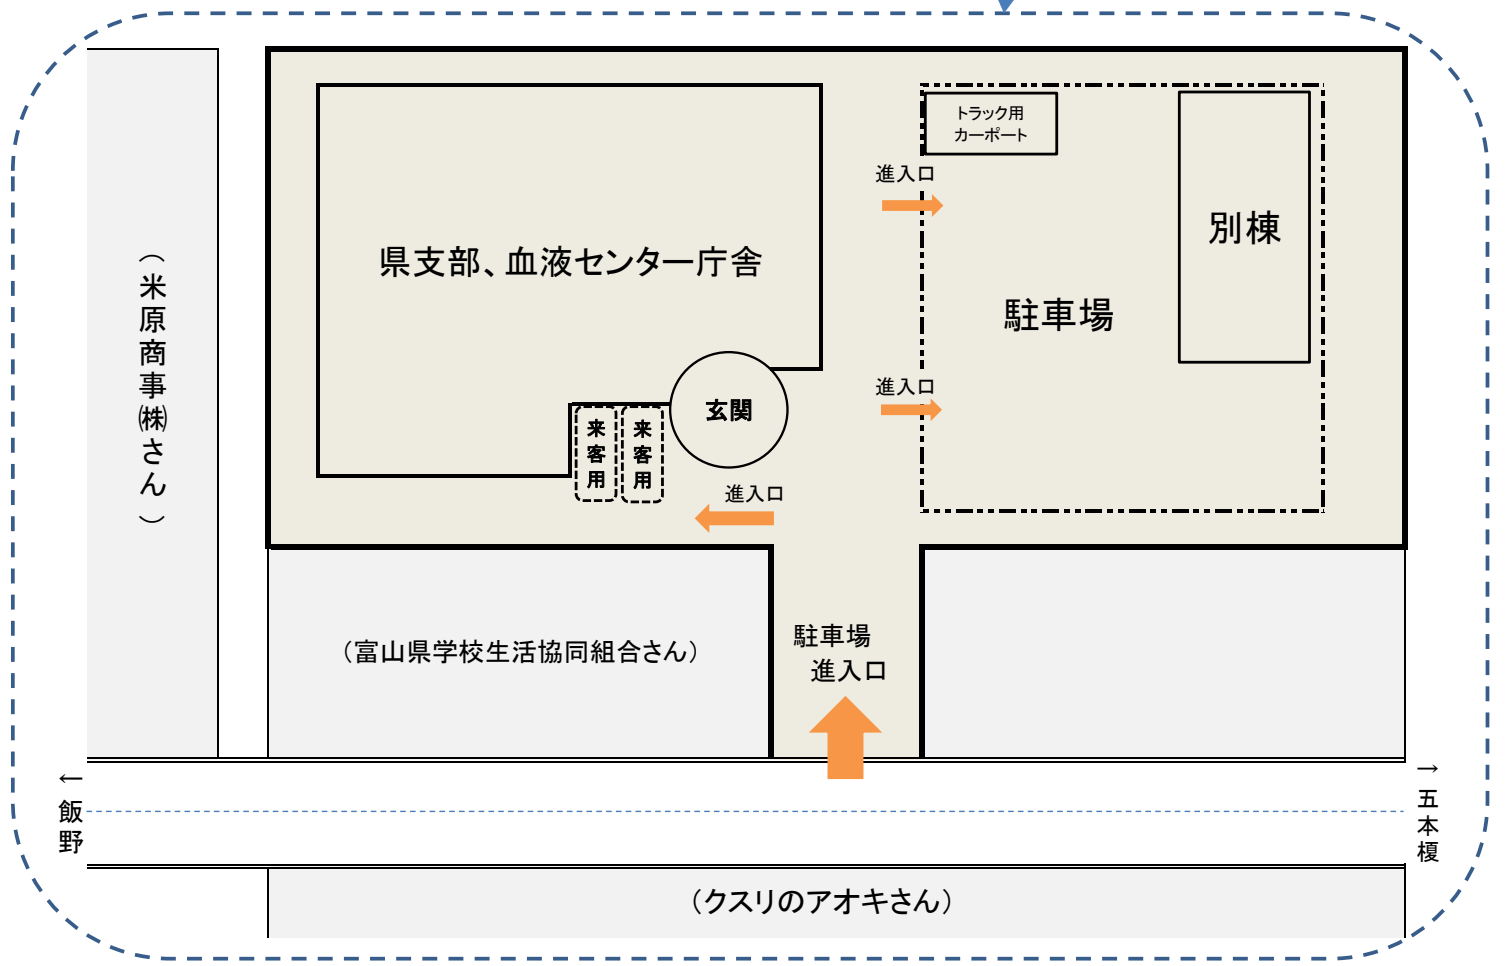 トラック用
カーポート
進入口
別棟
県支部、血液センター庁舎
（米原商事㈱さん）
駐車場
進入口
玄関
来客用
来客用
進入口
（富山県学校生活協同組合さん）
駐車場
進入口
←飯野
→五本榎
（クスリのアオキさん）